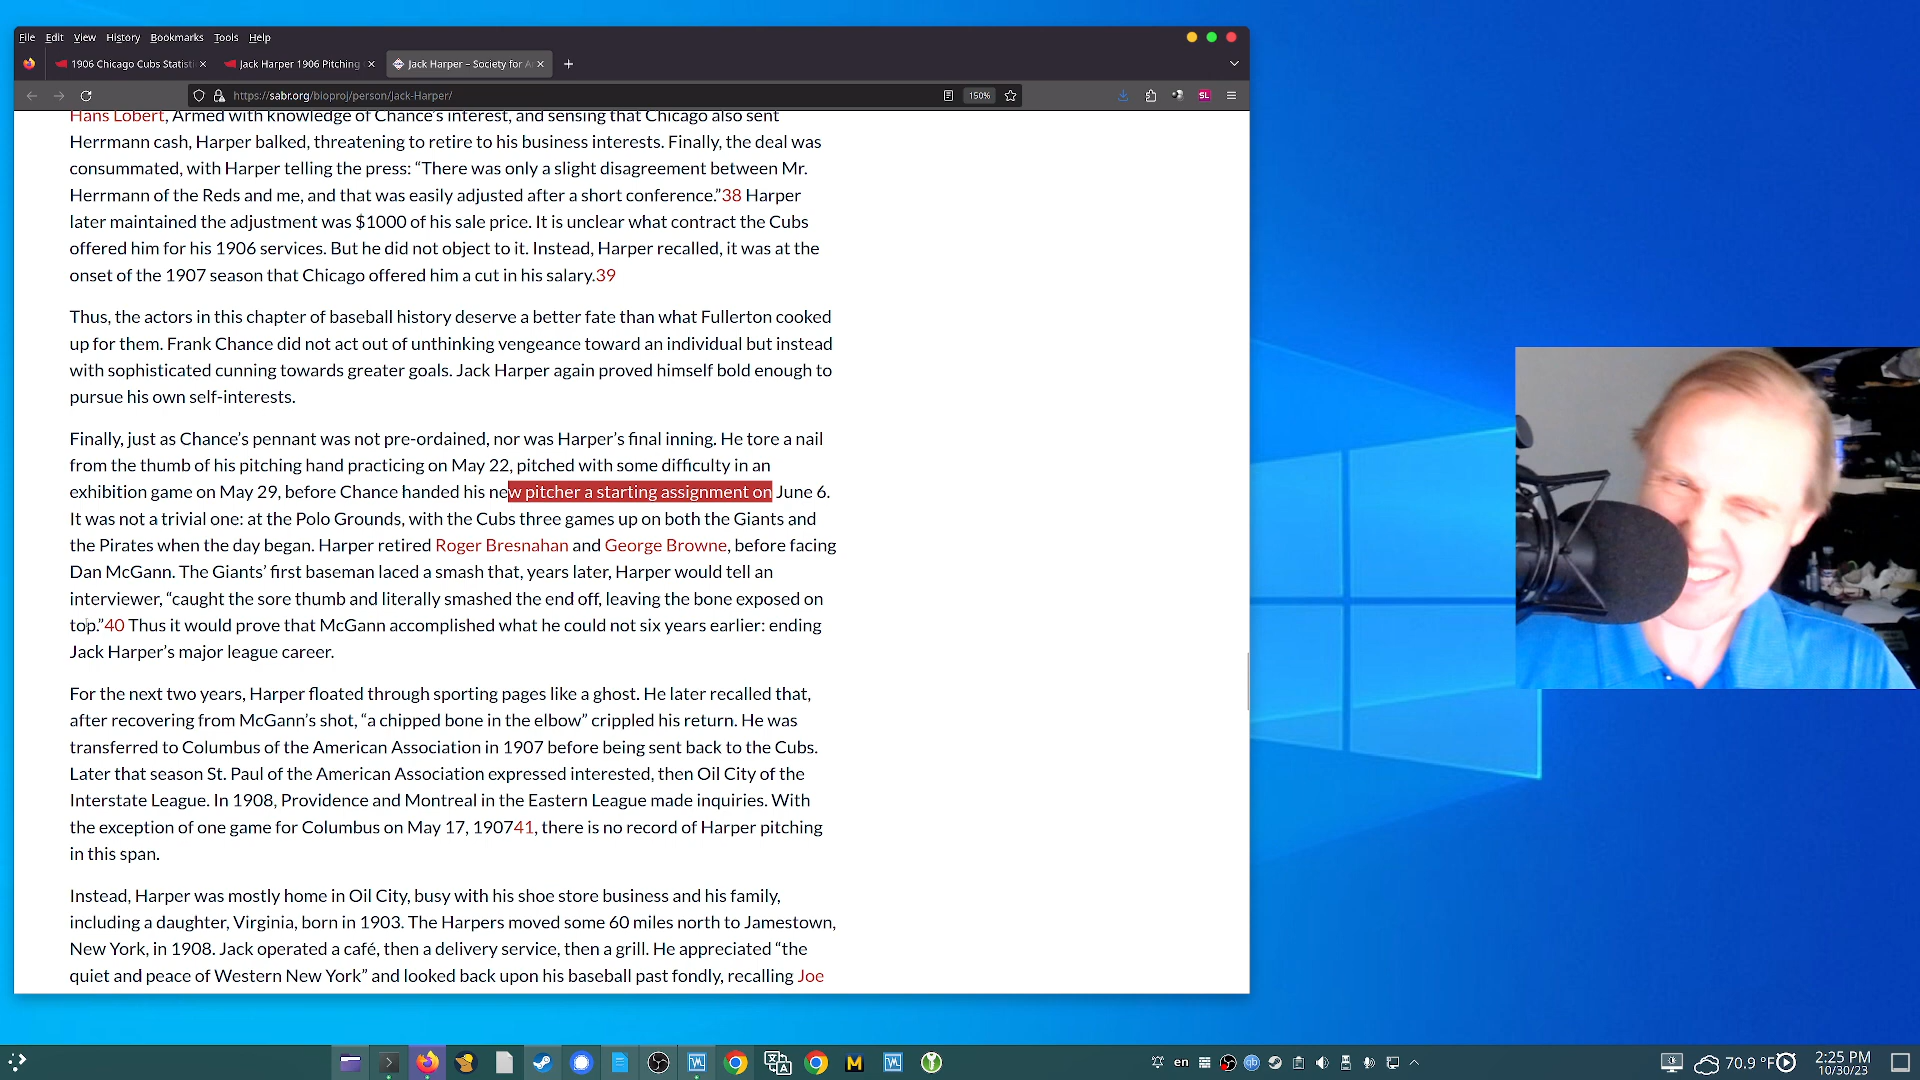 File Edit View History Bookmarks Tools Help
1906 Chicago Cubs Statisti
Jack Harper 1906 Pitching
Jack Harper – Society for A
https://sabr.org/bioproj/person/Jack-Harper/
150%
SL
Hans Lobert, Armed with knowledge of Chance's interest, and sensing that Chicago also sent
Herrmann cash, Harper balked, threatening to retire to his business interests. Finally, the deal was
consummated, with Harper telling the press: “There was only a slight disagreement between Mr.
Herrmann of the Reds and me, and that was easily adjusted after a short conference.”38 Harper
later maintained the adjustment was $1000 of his sale price. It is unclear what contract the Cubs
offered him for his 1906 services. But he did not object to it. Instead, Harper recalled, it was at the
onset of the 1907 season that Chicago offered him a cut in his salary.39
Thus, the actors in this chapter of baseball history deserve a better fate than what Fullerton cooked
up for them. Frank Chance did not act out of unthinking vengeance toward an individual but instead
with sophisticated cunning towards greater goals. Jack Harper again proved himself bold enough to
pursue his own self-interests.
Finally, just as Chance’s pennant was not pre-ordained, nor was Harper’s final inning. He tore a nail
from the thumb of his pitching hand practicing on May 22, pitched with some difficulty in an
exhibition game on May 29, before Chance handed his new pitcher a starting assignment on June 6.
It was not a trivial one: at the Polo Grounds, with the Cubs three games up on both the Giants and
the Pirates when the day began. Harper retired Roger Bresnahan and George Browne, before facing
Dan McGann. The Giants’ first baseman laced a smash that, years later, Harper would tell an
interviewer, “caught the sore thumb and literally smashed the end off, leaving the bone exposed on
top.”40 Thus it would prove that McGann accomplished what he could not six years earlier: ending
Jack Harper’s major league career.
For the next two years, Harper floated through sporting pages like a ghost. He later recalled that,
after recovering from McGann’s shot, “a chipped bone in the elbow” crippled his return. He was
transferred to Columbus of the American Association in 1907 before being sent back to the Cubs.
Later that season St. Paul of the American Association expressed interested, then Oil City of the
Interstate League. In 1908, Providence and Montreal in the Eastern League made inquiries. With
the exception of one game for Columbus on May 17, 190741, there is no record of Harper pitching
in this span.
Instead, Harper was mostly home in Oil City, busy with his shoe store business and his family,
including a daughter, Virginia, born in 1903. The Harpers moved some 60 miles north to Jamestown,
New York, in 1908. Jack operated a café, then a delivery service, then a grill. He appreciated “the
quiet and peace of Western New York” and looked back upon his baseball past fondly, recalling Joe
en
70.9 °F
2:25 PM
10/30/23